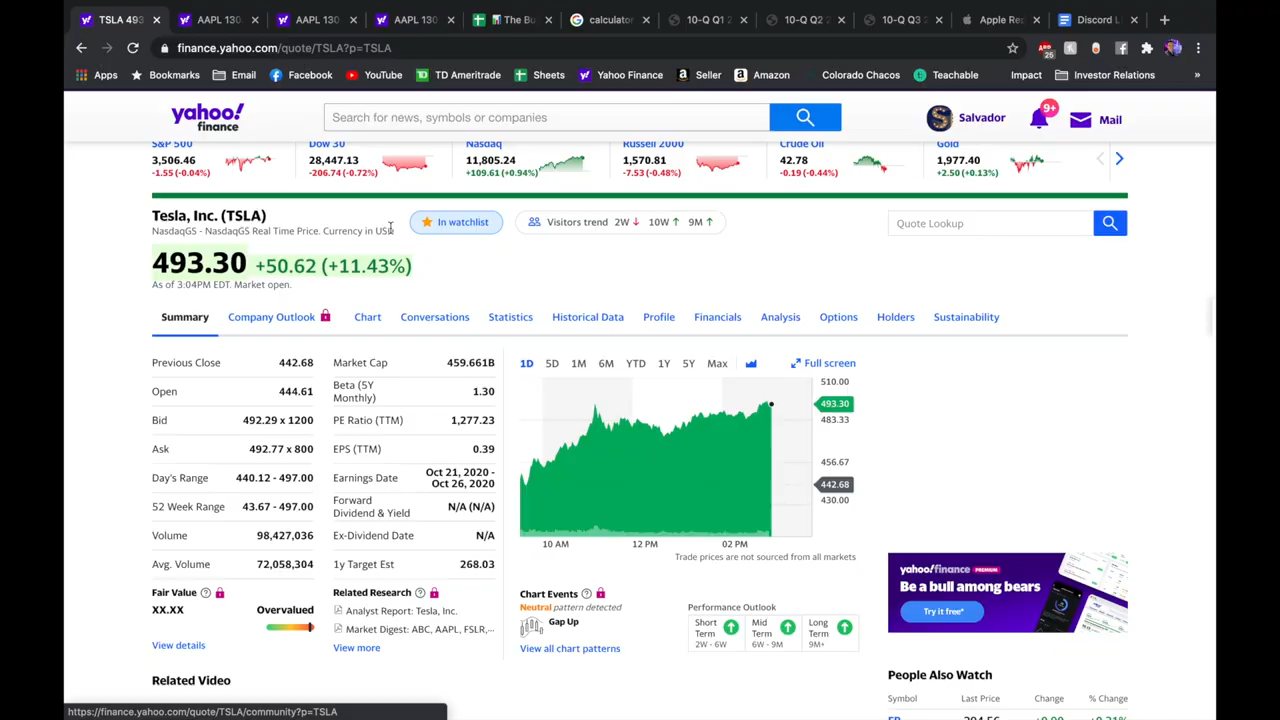 TSLA 493
AAPL 130.
AAPL 130
AAPL 130
The Bu
calculator
10-Q Q1 2
10-Q Q2
10-Q Q3 2
Apple Re
Discord L
finance.yahoo.com/quote/TSLA?p=TSLA
25
Apps
Bookmarks
Email
Facebook
YouTube
TD Ameritrade
Sheets
Yahoo Finance
Seller
Amazon
Colorado Chacos
Teachable
Impact
Investor Relations
»
yahoo!
finance
Search for news, symbols or companies
Salvador
9+
Mail
S&P 500
3,506.46
-1.55 (-0.04%)
Dow 30
28,447.13
-206.74 (-0.72%)
Nasdaq
11,805.24
+109.61 (+0.94%)
Russell 2000
1,570.81
-7.53 (-0.48%)
Crude Oil
42.78
-0.19 (-0.44%)
Gold
1,977.40
+2.50 (+0.13%)
Tesla, Inc. (TSLA)
NasdaqGS - NasdaqGS Real Time Price. Currency in USD
In watchlist
Visitors trend 2W 10W 9M
Quote Lookup
493.30 +50.62 (+11.43%)
As of 3:04PM EDT. Market open.
Summary
Company Outlook
Chart
Conversations
Statistics
Historical Data
Profile
Financials
Analysis
Options
Holders
Sustainability
Previous Close 442.68
Open 444.61
Bid 492.29 x 1200
Ask 492.77 x 800
Day's Range 440.12 - 497.00
52 Week Range 43.67 - 497.00
Volume 98,427,036
Avg. Volume 72,058,304
Market Cap 459.661B
Beta (5Y
Monthly) 1.30
PE Ratio (TTM) 1,277.23
EPS (TTM) 0.39
Earnings Date Oct 21, 2020 -
Oct 26, 2020
Forward
Dividend & Yield N/A (N/A)
Ex-Dividend Date N/A
1y Target Est 268.03
1D 5D 1M 6M YTD 1Y 5Y Max
Full screen
510.00
493.30
483.33
456.67
442.68
430.00
10 AM 12 PM 02 PM
Trade prices are not sourced from all markets
Fair Value
XX.XX Overvalued
View details
Related Research
Analyst Report: Tesla, Inc.
Market Digest: ABC, AAPL, FSLR,...
View more
Chart Events
Neutral pattern detected
Gap Up
View all chart patterns
Performance Outlook
Short
Term
2W - 6W
Mid
Term
6W - 9M
Long
Term
9M+
yahoo! finance PREMIUM
Be a bull among bears
Try it free*
People Also Watch
Symbol Last Price Change % Change
Related Video
https://finance.yahoo.com/quote/TSLA/community?p=TSLA